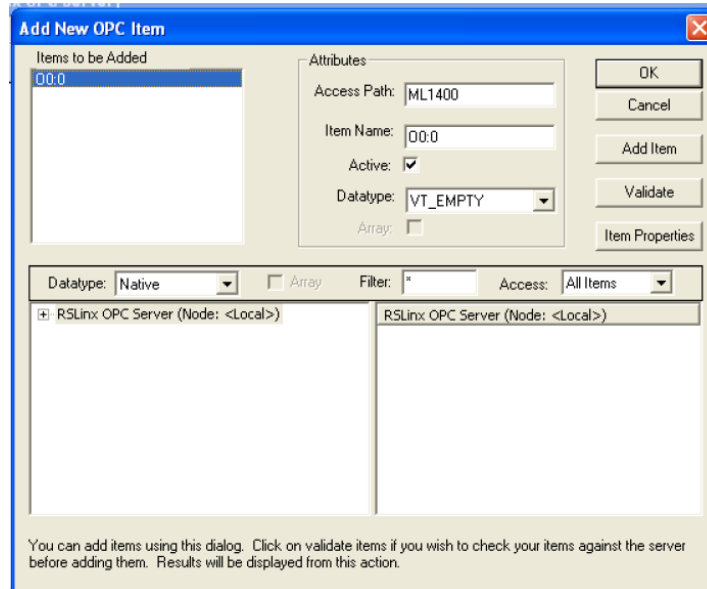 Add New OPC Item
Items to be Added
O0:0
Attributes
Access Path: ML1400
Item Name: O0:0
Active:
Datatype: VT_EMPTY
Array:
OK
Cancel
Add Item
Validate
Item Properties
Datatype: Native Array Filter: * Access: All Items
RSLinx OPC Server (Node: <Local>)
RSLinx OPC Server (Node: <Local>)
You can add items using this dialog. Click on validate items if you wish to check your items against the server
before adding them. Results will be displayed from this action.